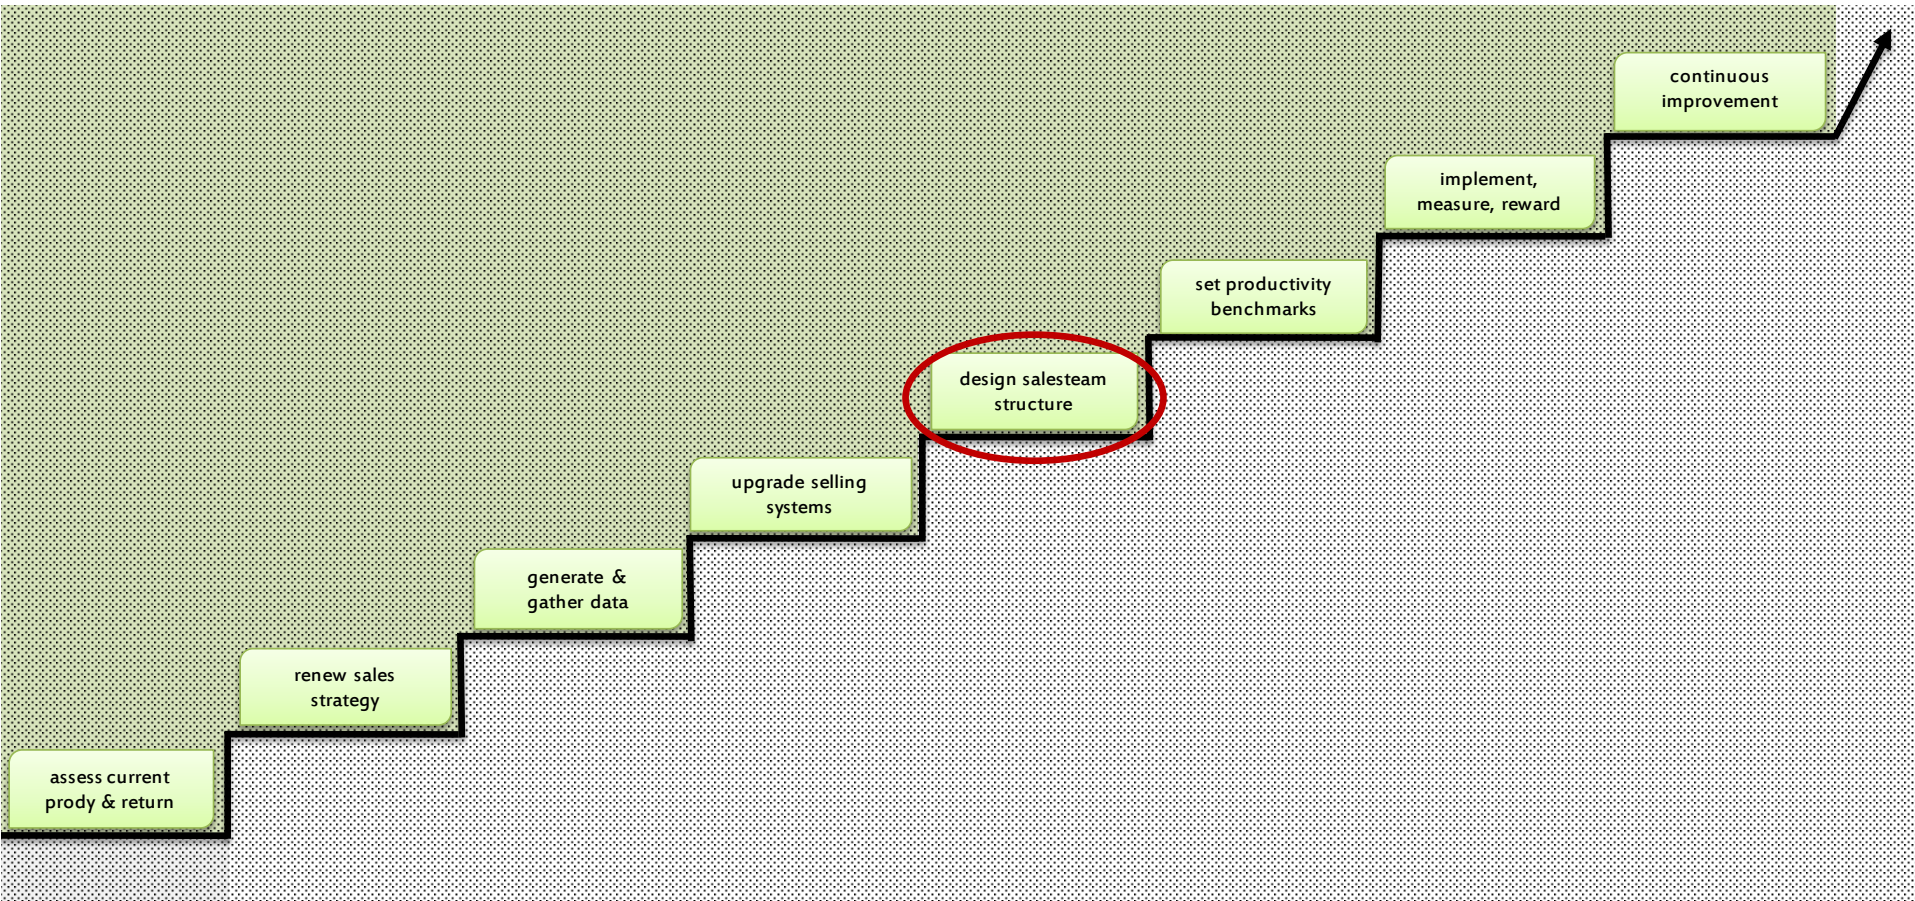 continuous
improvement
implement,
measure, reward
set productivity
benchmarks
design salesteam
structure
upgrade selling
systems
generate &
gather data
renew sales
strategy
assess current
prody & return